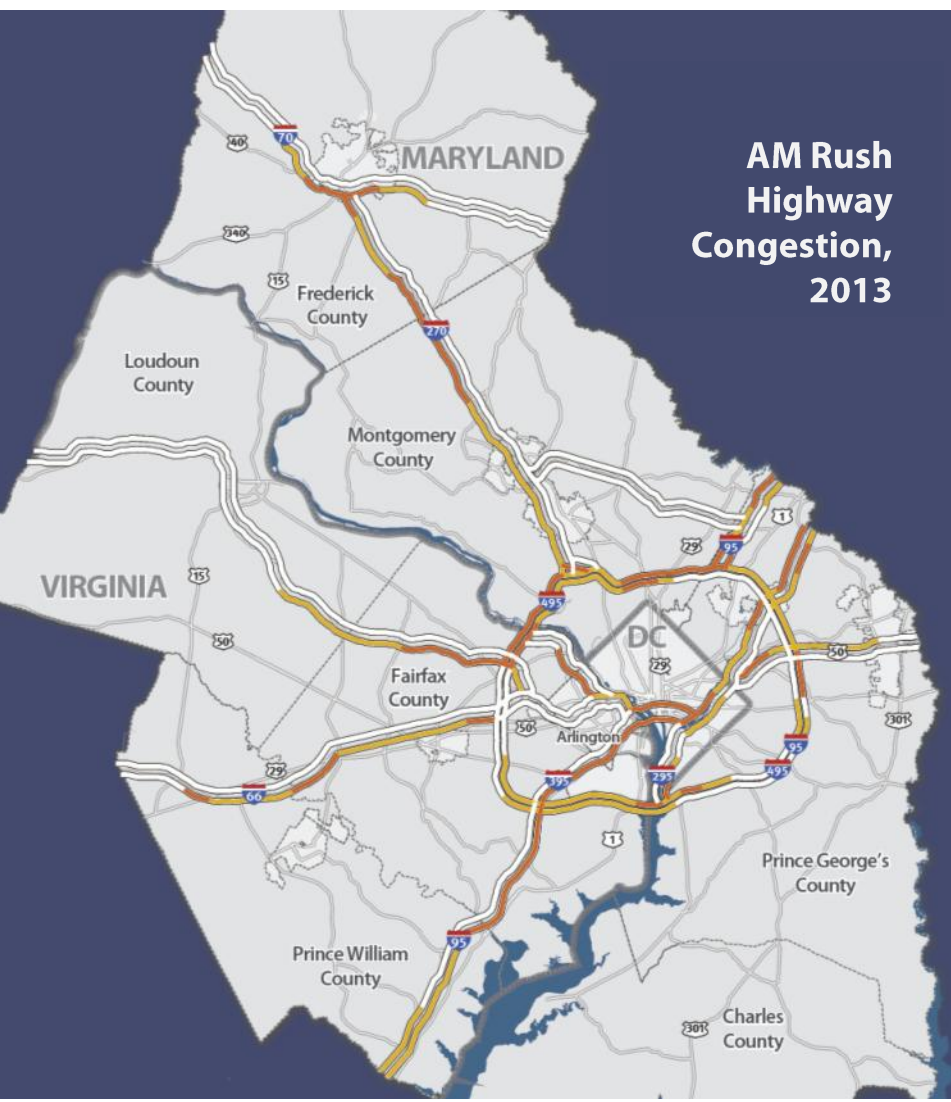 AM Rush
Highway
Congestion,
2013
70
40
MARYLAND
340
15
Frederick
County
270
Loudoun
County
Montgomery
County
1
29
95
VIRGINIA
15
495
50
DC
29
50
Fairfax
County
50
Arlington
301
95
29
395
295
495
66
1
Prince George's
County
95
Prince William
County
301
Charles
County